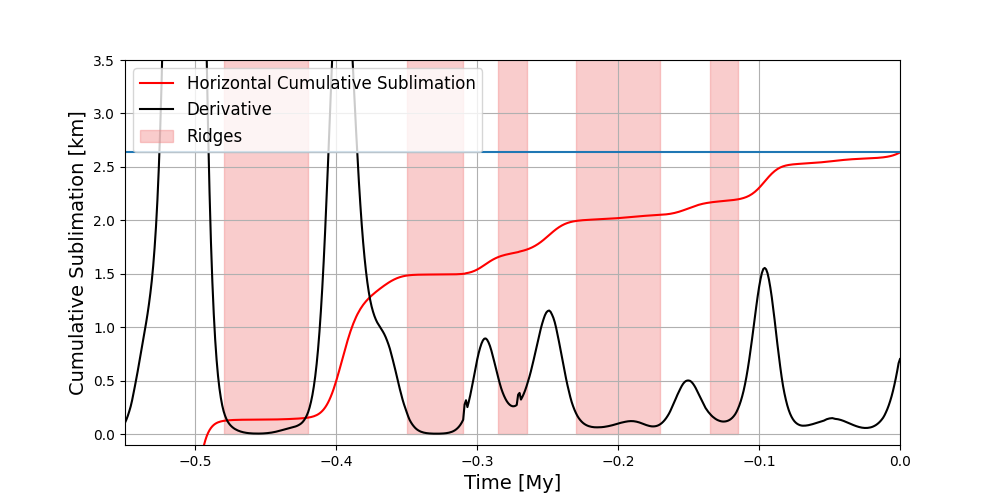 3.5
3.0
2.5
2.0
1.5
1.0
0.5
0.0
Cumulative Sublimation [km]
Horizontal Cumulative Sublimation
Derivative
Ridges
−0.5 −0.4 −0.3 −0.2 −0.1 0.0
Time [My]